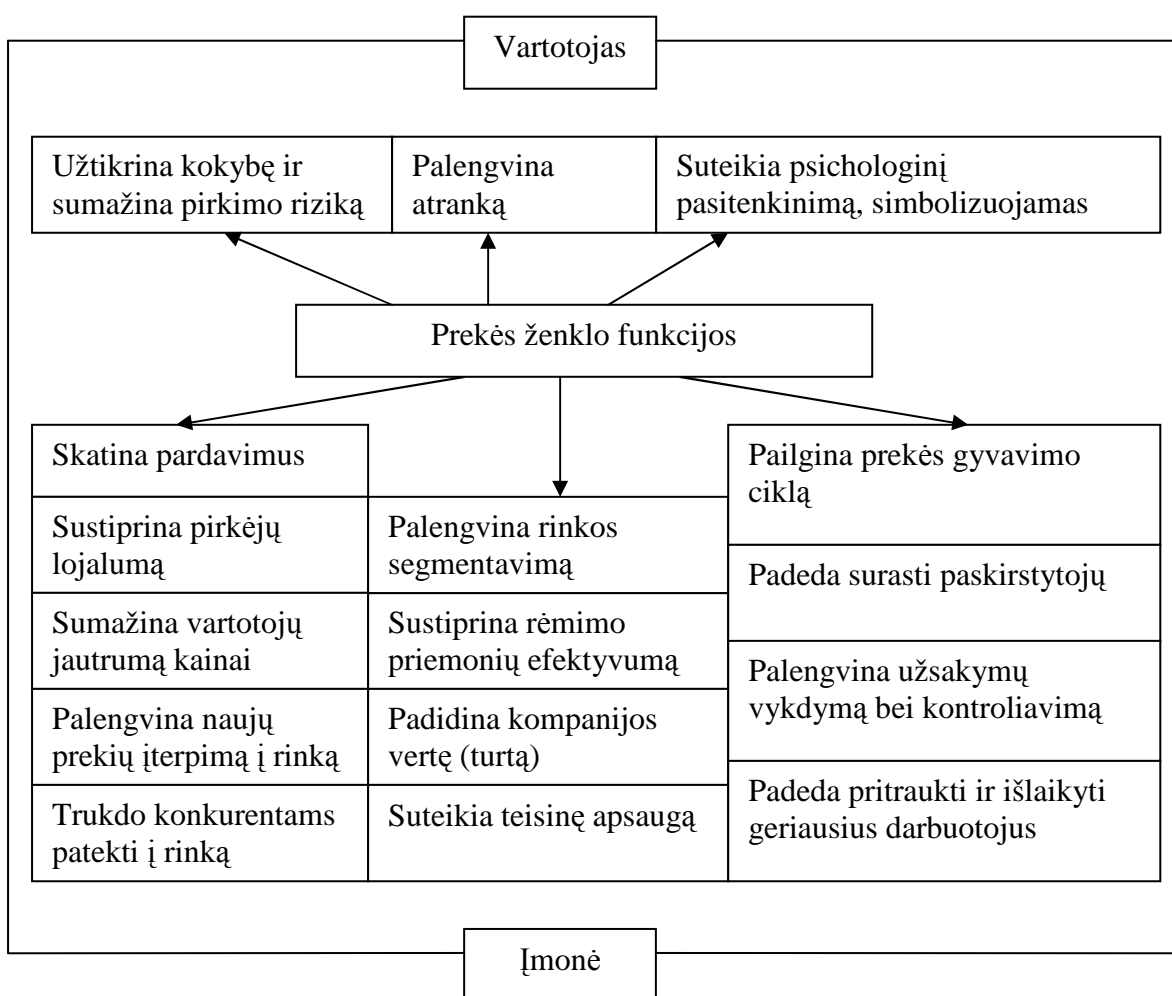 Vartotojas
Užtikrina kokybę ir
sumažina pirkimo riziką
Palengvina
atranką
Suteikia psichologinį
pasitenkinimą, simbolizuojamas
Prekės ženklo funkcijos
Skatina pardavimus
Sustiprina pirkėjų
lojalumą
Sumažina vartotojų
jautrumą kainai
Palengvina naujų
prekių įterpimą į rinką
Trukdo konkurentams
patekti į rinką
Palengvina rinkos
segmentavimą
Sustiprina rėmimo
priemonių efektyvumą
Padidina kompanijos
vertę (turtą)
Suteikia teisinę apsaugą
Pailgina prekės gyvavimo
ciklą
Padeda surasti paskirstytojų
Palengvina užsakymų
vykdymą bei kontroliavimą
Padeda pritraukti ir išlaikyti
geriausius darbuotojus
Įmonė